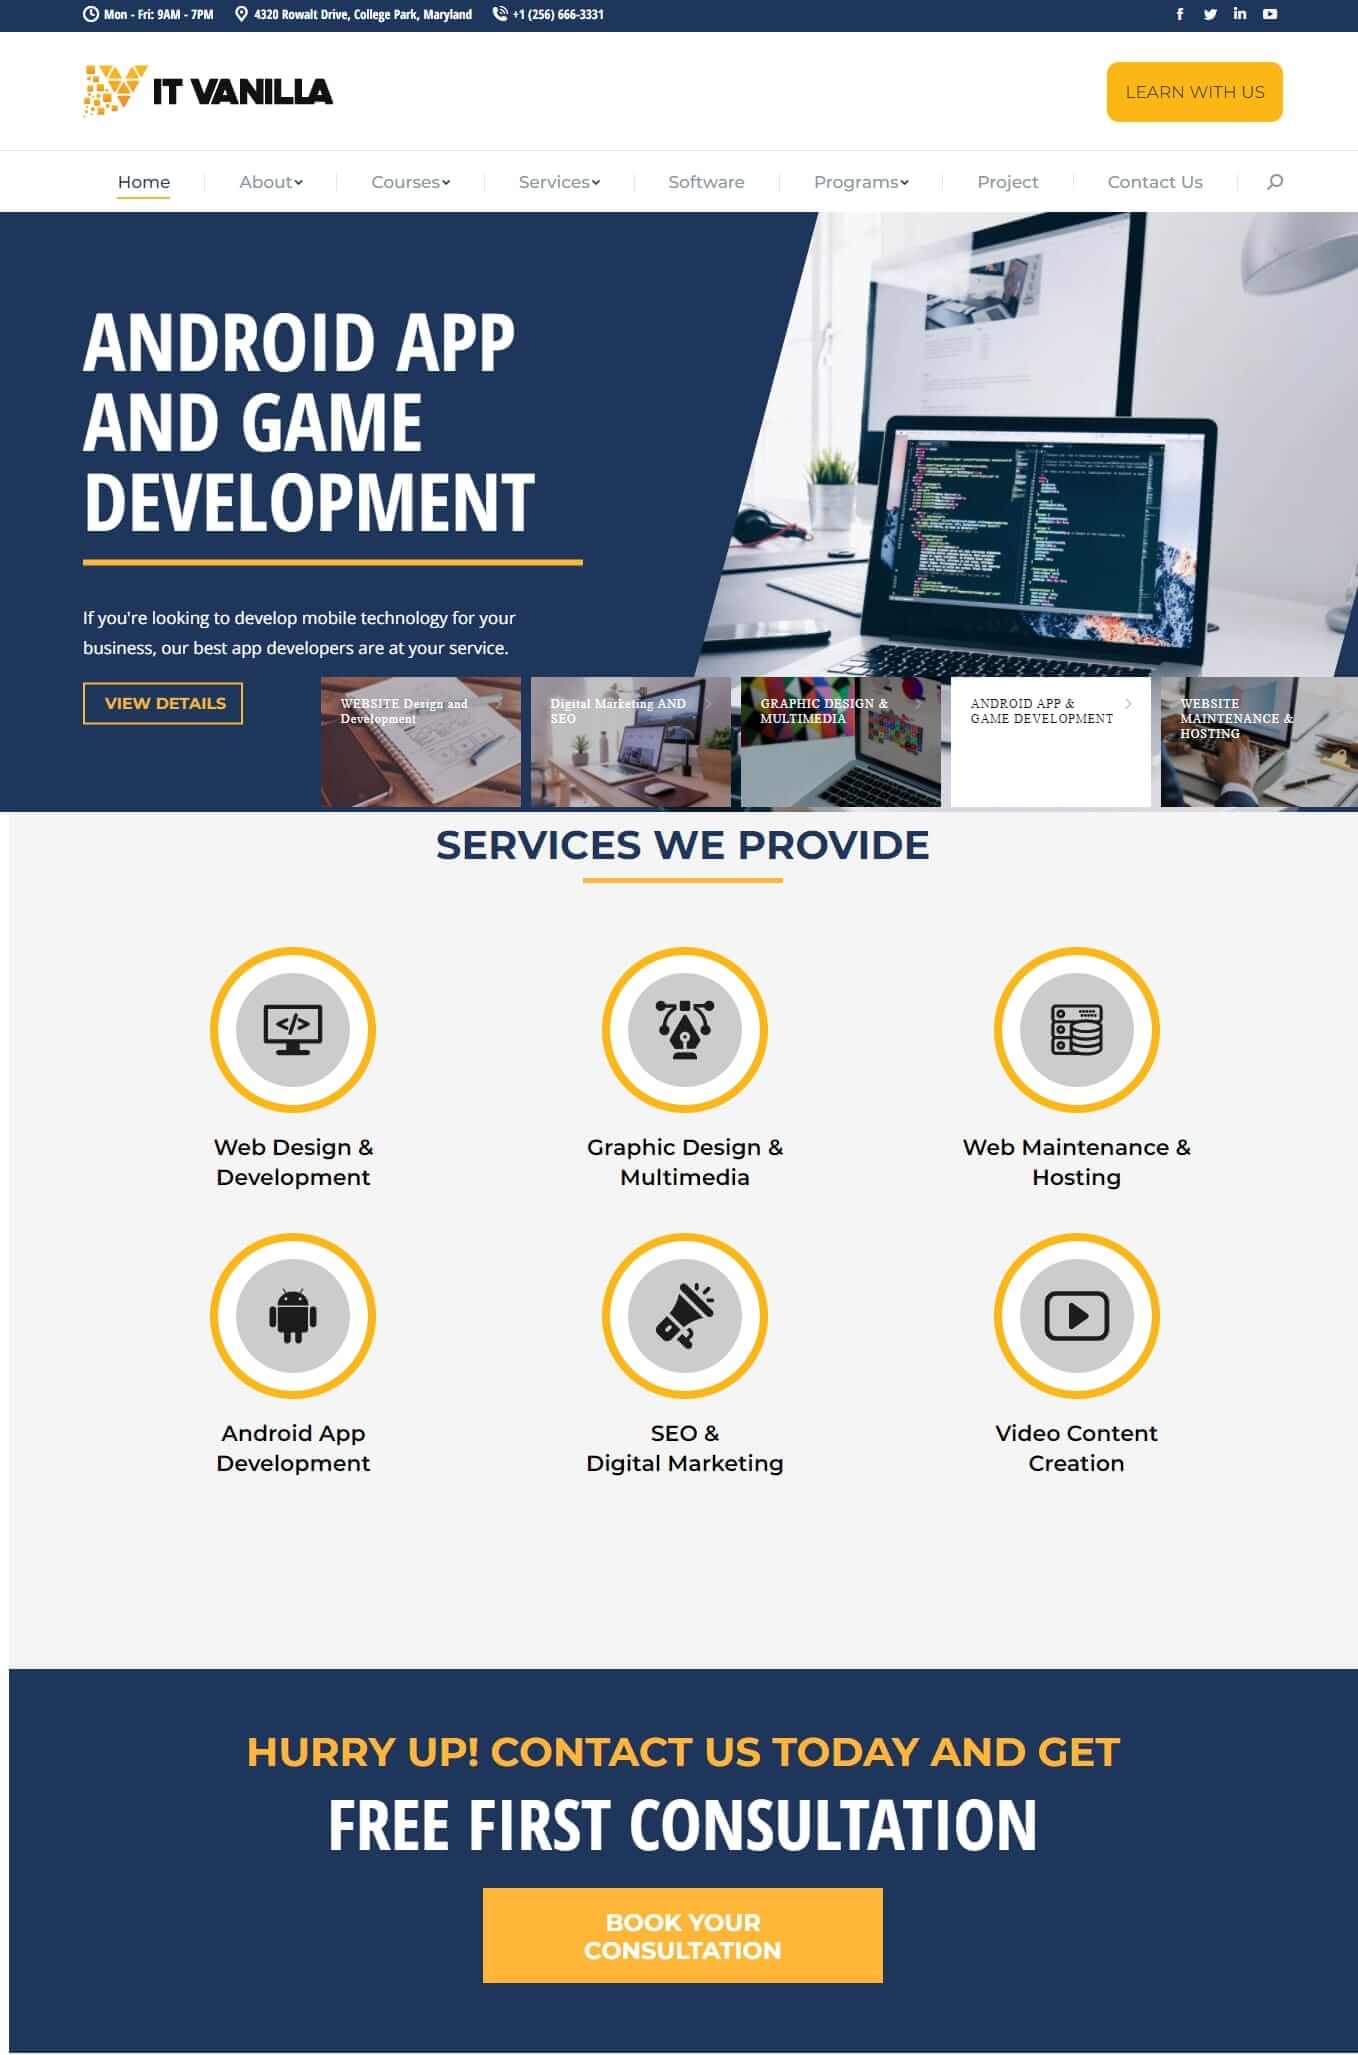 Mon - Fri: 9AM - 7PM 4320 Rowalt Drive, College Park, Maryland +1 (256) 666-3331
IT VANILLA
LEARN WITH US
Home About Courses Services Software Programs Project Contact Us
ANDROID APP
AND GAME
DEVELOPMENT
If you're looking to develop mobile technology for your
business, our best app developers are at your service.
VIEW DETAILS
WEBSITE Design and
Development
Digital Marketing AND
SEO
GRAPHIC DESIGN &
MULTIMEDIA
ANDROID APP &
GAME DEVELOPMENT
WEBSITE
MAINTENANCE &
HOSTING
SERVICES WE PROVIDE
Web Design &
Development
Graphic Design &
Multimedia
Web Maintenance &
Hosting
Android App
Development
SEO &
Digital Marketing
Video Content
Creation
HURRY UP! CONTACT US TODAY AND GET
FREE FIRST CONSULTATION
BOOK YOUR
CONSULTATION